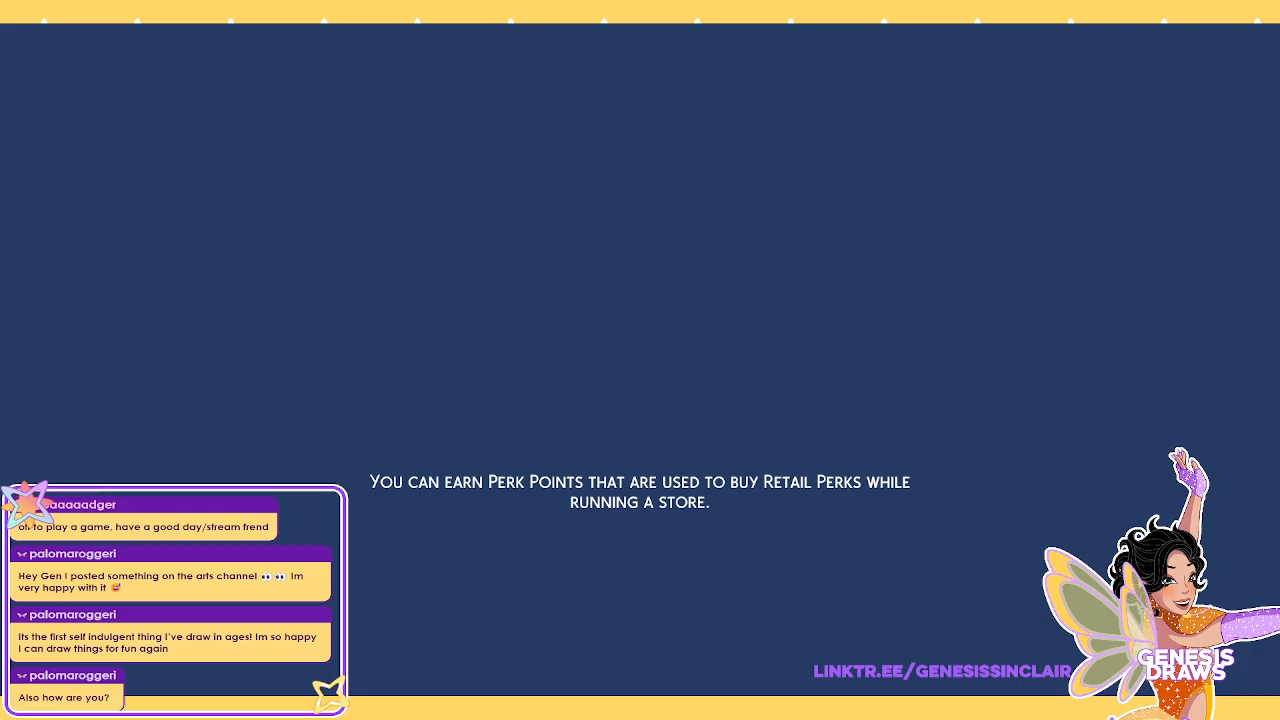 YOU CAN EARN PERK POINTS THAT ARE USED TO BUY RETAIL PERKS WHILE
RUNNING A STORE.
aaaaadger
to play a game, have a good day/stream frend
palomaroggeri
Hey Gen I posted something on the arts channel 👀 👀 Im
very happy with it 😅
palomaroggeri
Its the first self indulgent thing I've draw in ages! Im so happy
I can draw things for fun again
palomaroggeri
Also how are you?
LINKTR.EE/GENESISSINCLAIR
GENESIS
DRAWS